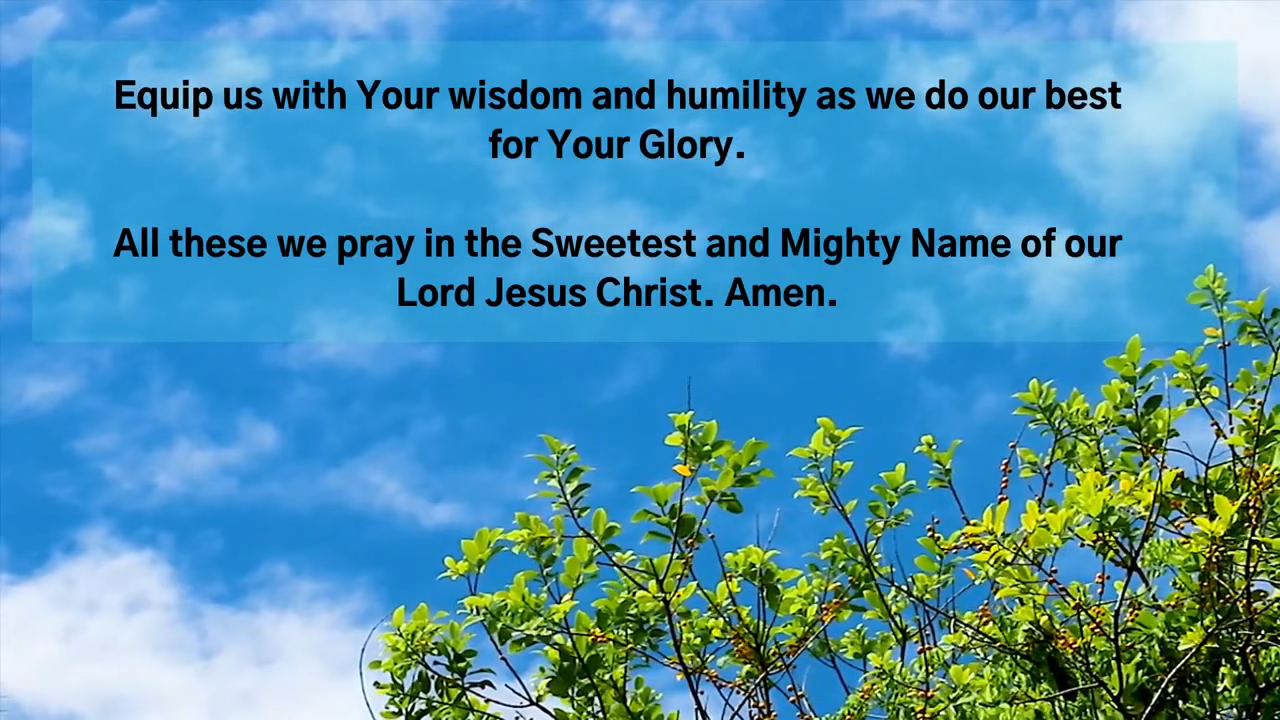 Equip us with Your wisdom and humility as we do our best
for Your Glory.
All these we pray in the Sweetest and Mighty Name of our
Lord Jesus Christ. Amen.